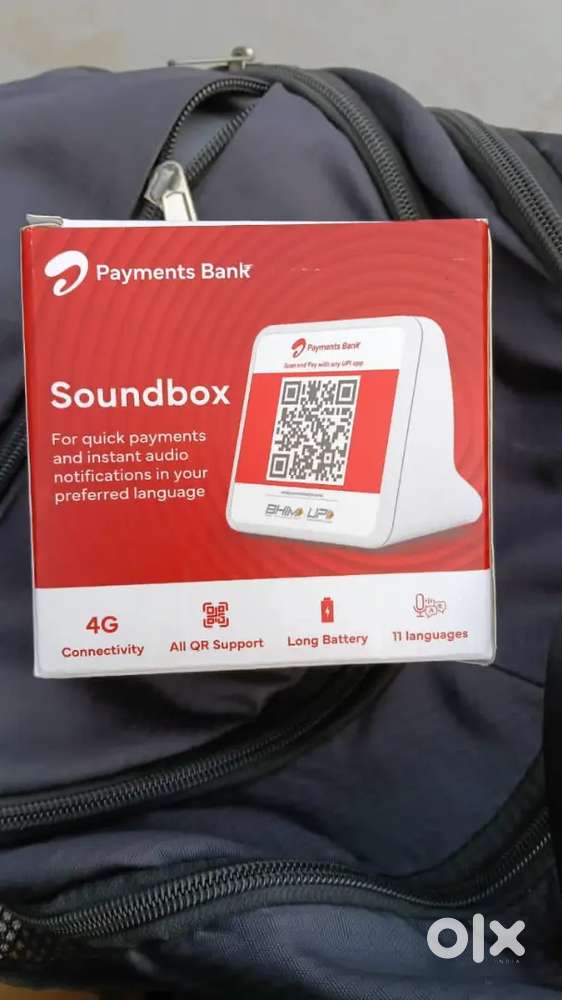 Payments Bank
Soundbox
For quick payments
and instant audio
notifications in your
preferred language
Payments Bank
Scan and Pay with any UPI app
BHIM UPI
4G
Connectivity
All QR Support
Long Battery
11 languages
olx
INDIA